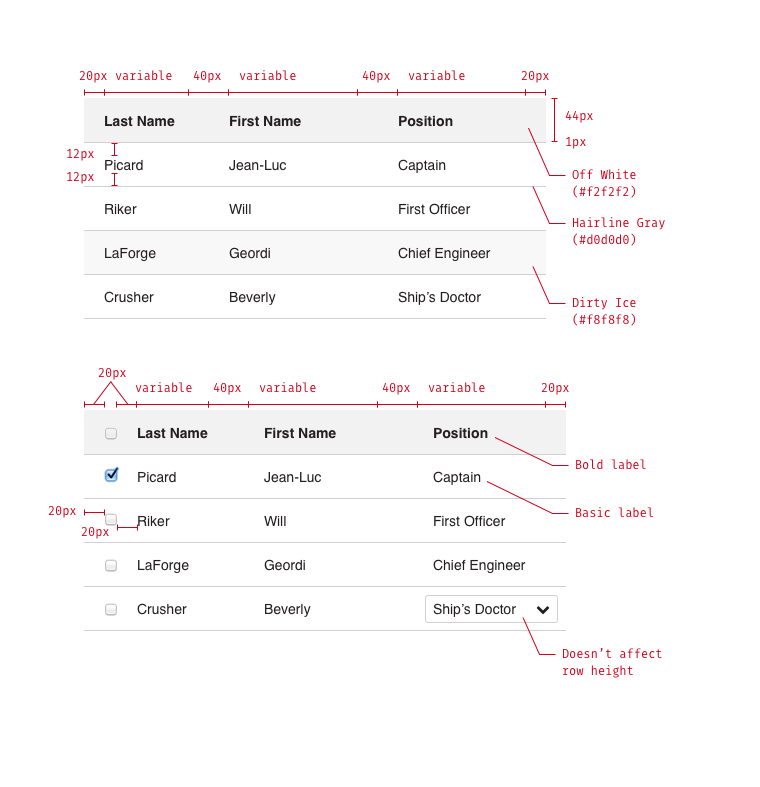 20px variable 40px variable 40px variable 20px
Last Name First Name Position
44px
1px
12px
Picard Jean-Luc Captain
12px
Off White
(#f2f2f2)
Riker Will First Officer
Hairline Gray
(#d0d0d0)
LaForge Geordi Chief Engineer
Crusher Beverly Ship’s Doctor
Dirty Ice
(#f8f8f8)
20px
variable 40px variable 40px variable 20px
Last Name First Name Position
Bold label
Picard Jean-Luc Captain
20px
Basic label
Riker Will First Officer
20px
LaForge Geordi Chief Engineer
Crusher Beverly Ship’s Doctor
Doesn’t affect
row height